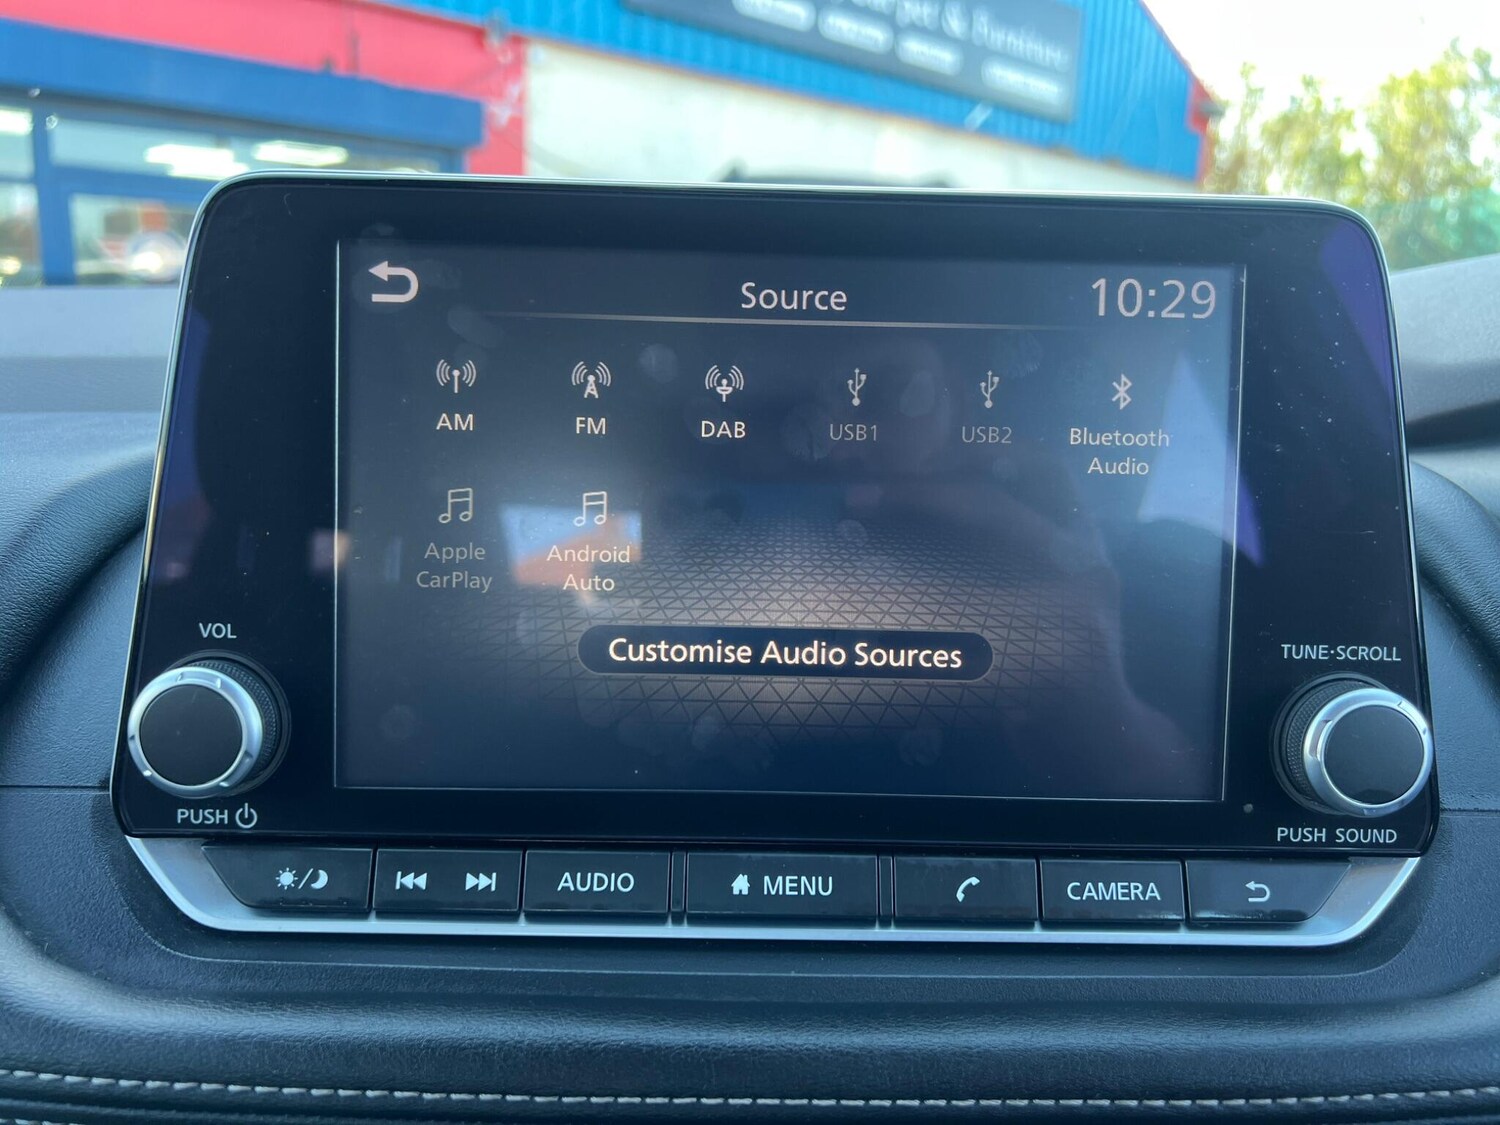 & Furniture
Source
10:29
AM
FM
DAB
USB1
USB2
Bluetooth
Audio
Apple
CarPlay
Android
Auto
Customise Audio Sources
VOL
PUSH
TUNE·SCROLL
PUSH SOUND
AUDIO
MENU
CAMERA